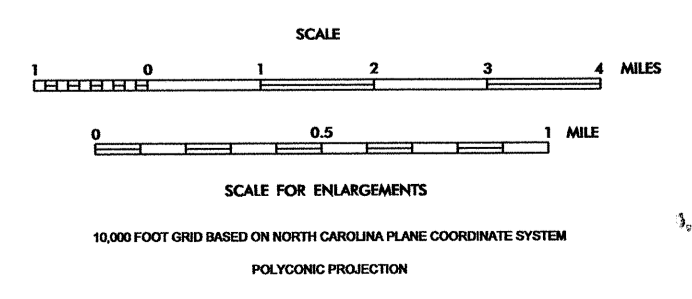 SCALE
1 0 1 2 3 4 MILES
0 0.5 1 MILE
SCALE FOR ENLARGEMENTS
10,000 FOOT GRID BASED ON NORTH CAROLINA PLANE COORDINATE SYSTEM
POLYCONIC PROJECTION